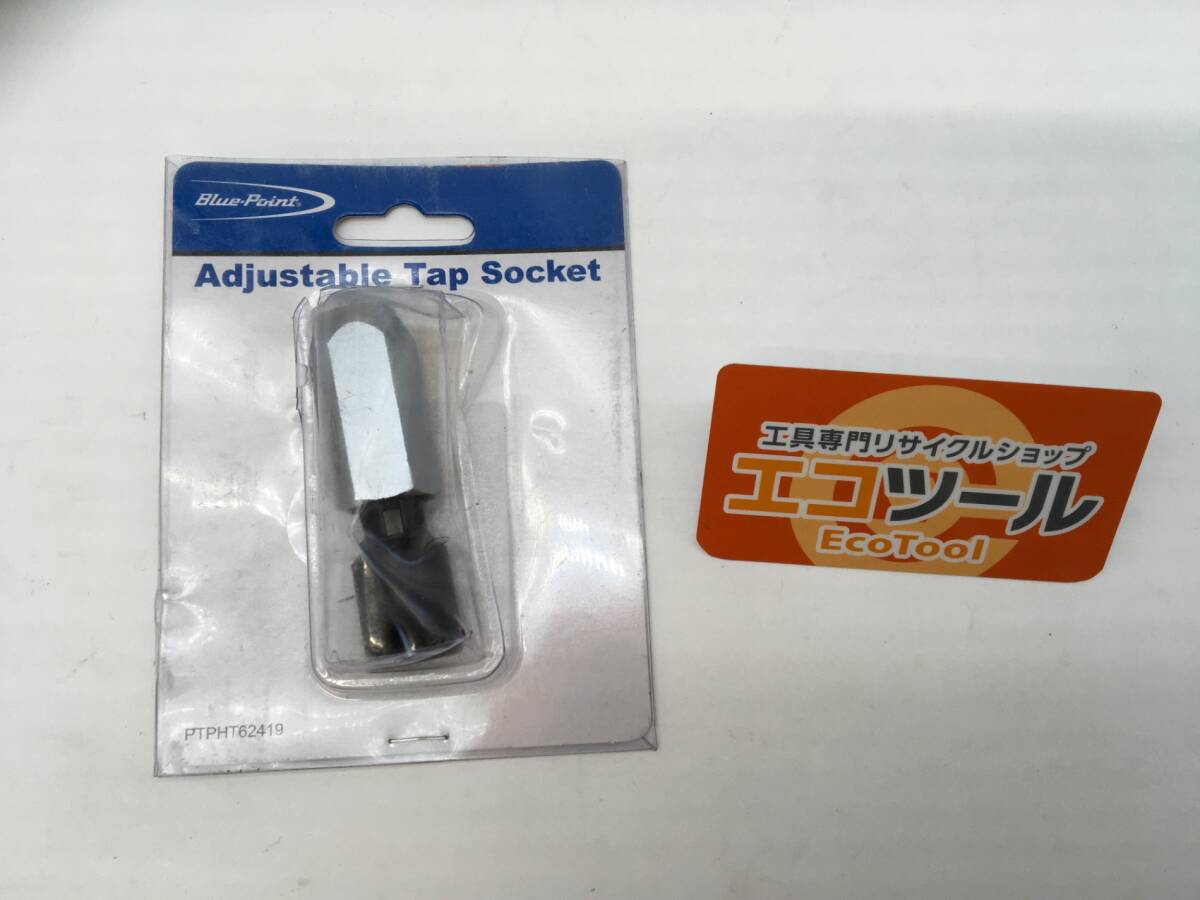 Blue-Point®
Adjustable Tap Socket
PTPHT62419
工具専門リサイクルショップ
エコツール
EcoTool